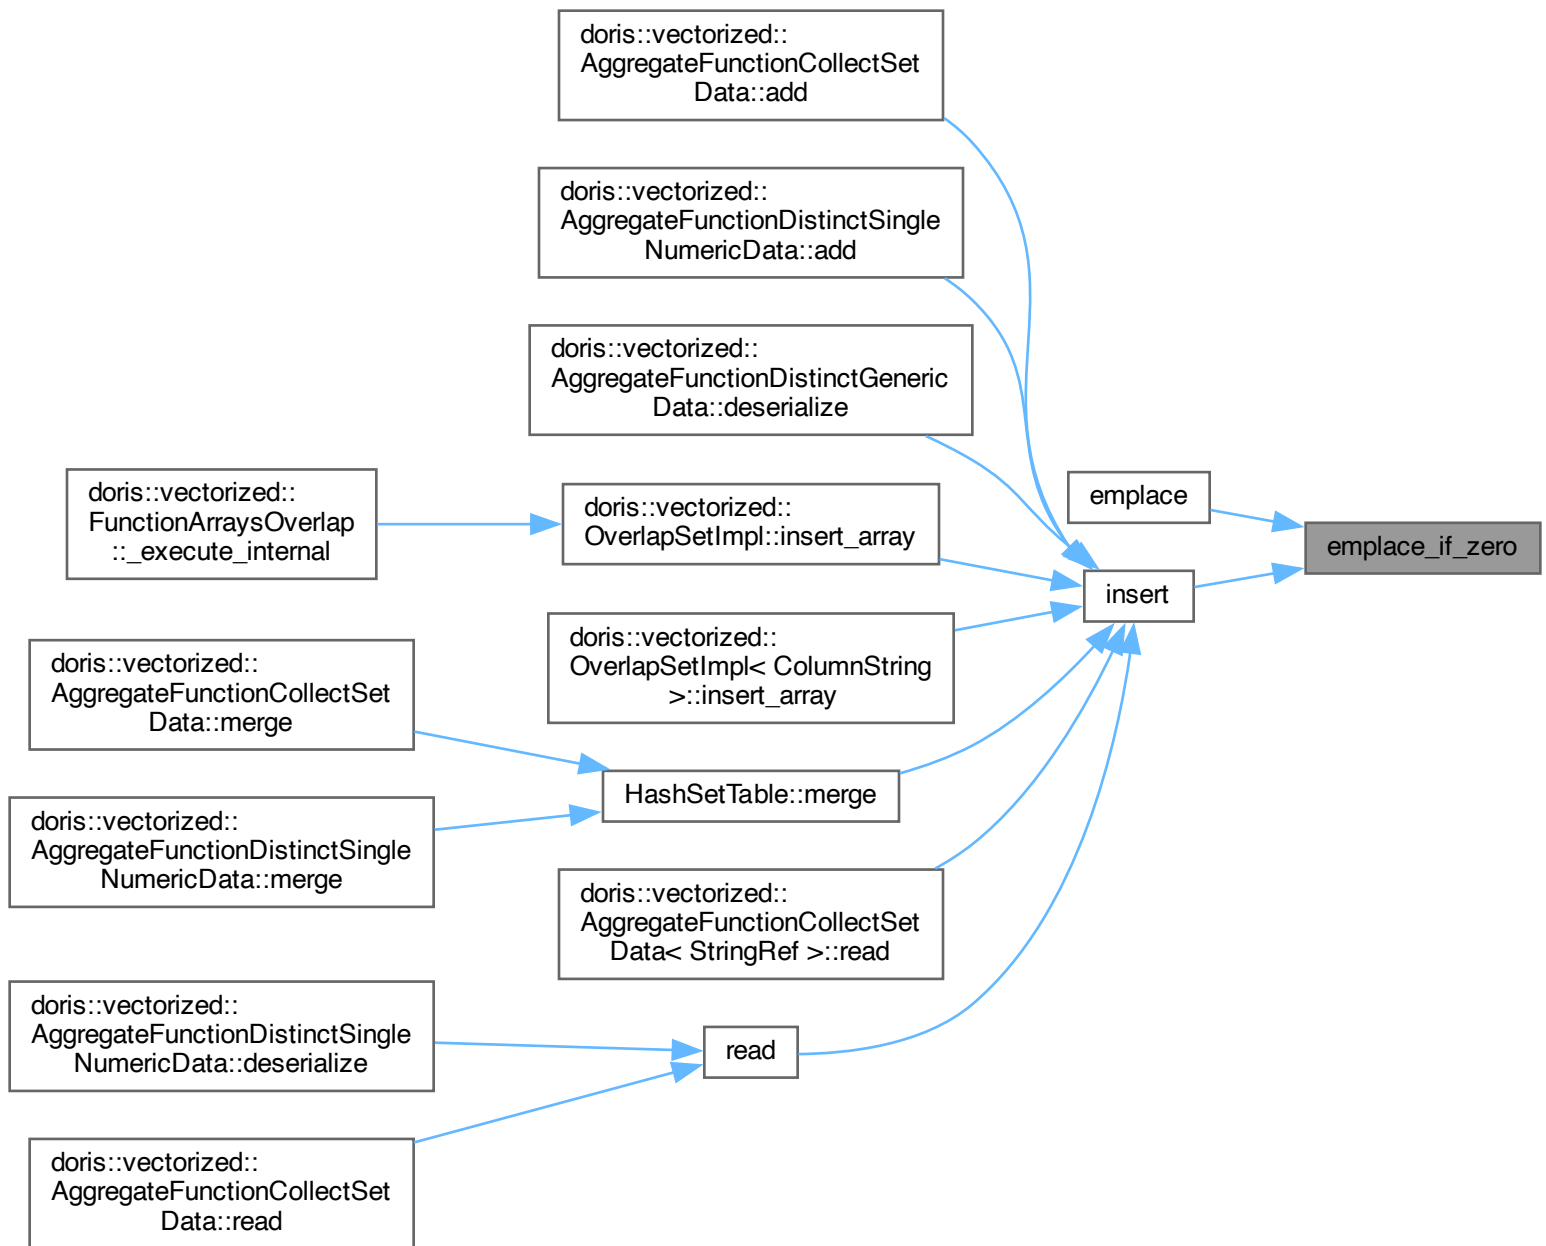 doris::vectorized::
AggregateFunctionCollectSet
Data::add
doris::vectorized::
AggregateFunctionDistinctSingle
NumericData::add
doris::vectorized::
AggregateFunctionDistinctGeneric
Data::deserialize
doris::vectorized::
FunctionArraysOverlap
::_execute_internal
doris::vectorized::
OverlapSetImpl::insert_array
emplace
emplace_if_zero
insert
doris::vectorized::
OverlapSetImpl< ColumnString
>::insert_array
doris::vectorized::
AggregateFunctionCollectSet
Data::merge
HashSetTable::merge
doris::vectorized::
AggregateFunctionDistinctSingle
NumericData::merge
doris::vectorized::
AggregateFunctionCollectSet
Data< StringRef >::read
doris::vectorized::
AggregateFunctionDistinctSingle
NumericData::deserialize
read
doris::vectorized::
AggregateFunctionCollectSet
Data::read